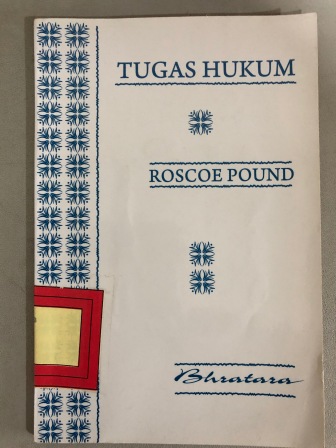 TUGAS HUKUM
ROSCOE POUND
Bhratara